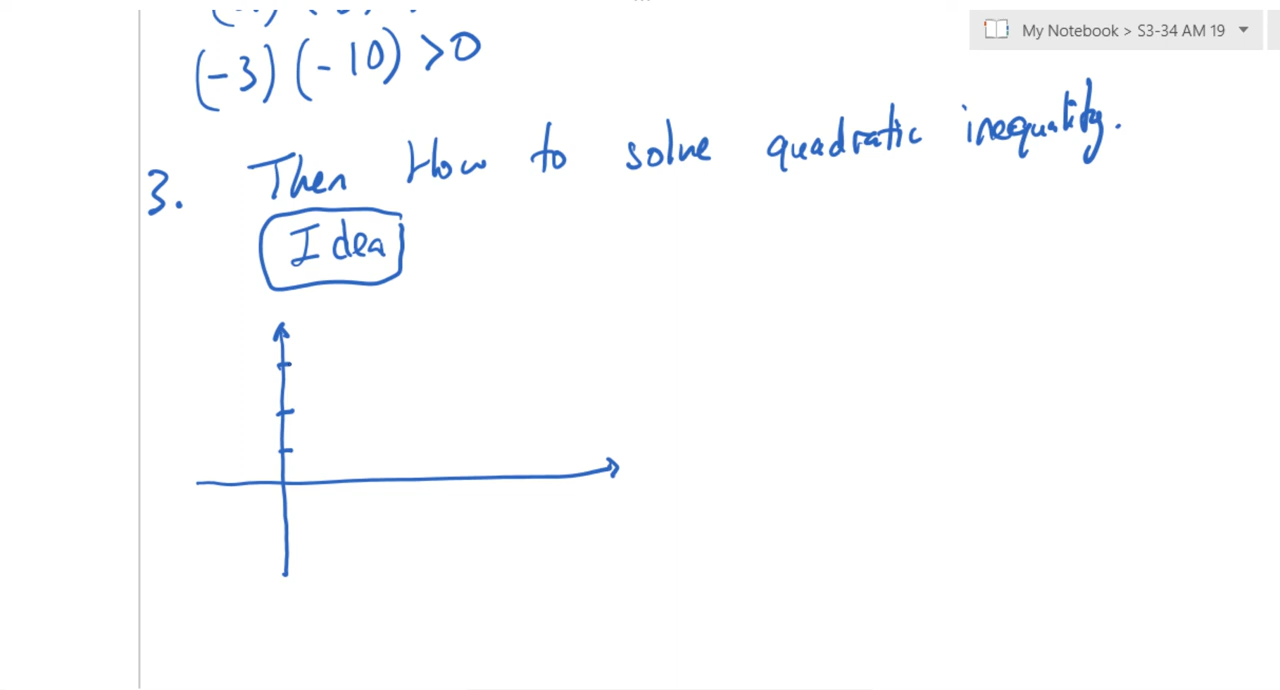 My Notebook > S3-34 AM 19
(-3)(-10) >0
3. Then How to solve quadratic inequality.
Idea